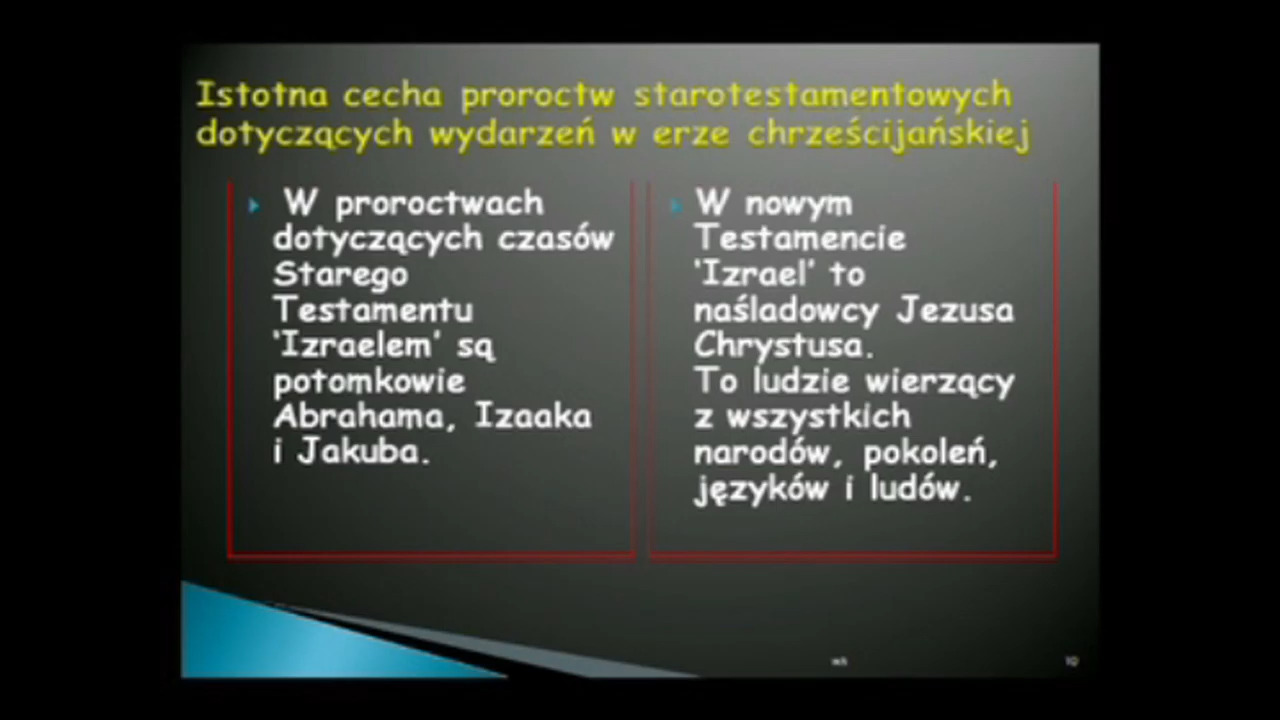 Istotna cecha proroctw starotestamentowych
dotyczących wydarzeń w erze chrześcijańskiej
W proroctwach
dotyczących czasów
Starego
Testamentu
'Izraelem' są
potomkowie
Abrahama, Izaaka
i Jakuba.
W nowym
Testamencie
'Izrael' to
naśladowcy Jezusa
Chrystusa.
To ludzie wierzący
z wszystkich
narodów, pokoleń,
języków i ludów.
10